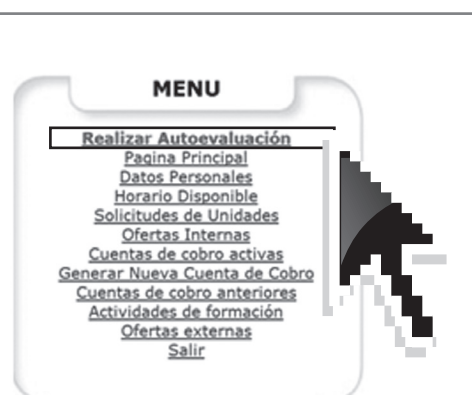 MENU
Realizar Autoevaluación
Pagina Principal
Datos Personales
Horario Disponible
Solicitudes de Unidades
Ofertas Internas
Cuentas de cobro activas
Generar Nueva Cuenta de Cobro
Cuentas de cobro anteriores
Actividades de formación
Ofertas externas
Salir